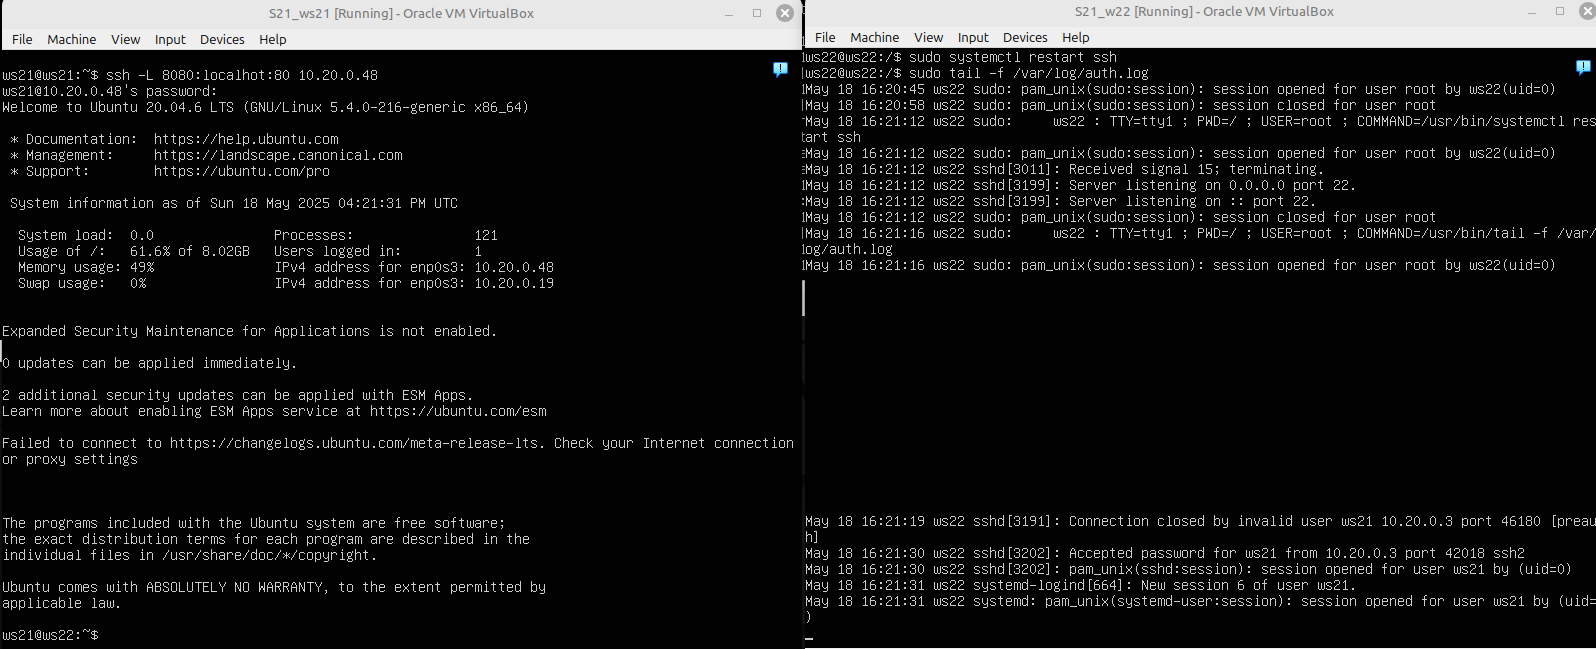 S21_ws21 [Running] - Oracle VM VirtualBox
File Machine View Input Devices Help
ws21@ws21:~$ ssh -L 8080:localhot:80 10.20.0.48
ws21@10.20.0.48's password:
Welcome to Ubuntu 20.04.6 LTS (GNU/Linux 5.4.0-216-generic x86_64)
* Documentation: https://help.ubuntu.com
* Management: https://landscape.canonical.com
* Support: https://ubuntu.com/pro
System information as of Sun 18 May 2025 04:21:31 PM UTC
System load: 0.0 Processes: 121
Usage of /: 61.6% of 8.02GB Users logged in: 1
Memory usage: 49% IPv4 address for enp0s3: 10.20.0.48
Swap usage: 0% IPv4 address for enp0s3: 10.20.0.19
Expanded Security Maintenance for Applications is not enabled.
0 updates can be applied immediately.
2 additional security updates can be applied with ESM Apps.
Learn more about enabling ESM Apps service at https://ubuntu.com/esm
Failed to connect to https://changelogs.ubuntu.com/meta-release-lts. Check your Internet connection
or proxy settings
The programs included with the Ubuntu system are free software;
the exact distribution terms for each program are described in the
individual files in /usr/share/doc/*/copyright.
Ubuntu comes with ABSOLUTELY NO WARRANTY, to the extent permitted by
applicable law.
ws21@ws22:~$
S21_w22 [Running] - Oracle VM VirtualBox
File Machine View Input Devices Help
ws22@ws22:/$ sudo systemctl restart ssh
ws22@ws22:/$ sudo tail -f /var/log/auth.log
May 18 16:20:45 ws22 sudo: pam_unix(sudo:session): session opened for user root by ws22(uid=0)
May 18 16:20:58 ws22 sudo: pam_unix(sudo:session): session closed for user root
May 18 16:21:12 ws22 sudo: ws22 : TTY=tty1 ; PWD=/ ; USER=root ; COMMAND=/usr/bin/systemctl res
tart ssh
May 18 16:21:12 ws22 sudo: pam_unix(sudo:session): session opened for user root by ws22(uid=0)
May 18 16:21:12 ws22 sshd[3011]: Received signal 15; terminating.
May 18 16:21:12 ws22 sshd[3199]: Server listening on 0.0.0.0 port 22.
May 18 16:21:12 ws22 sshd[3199]: Server listening on :: port 22.
May 18 16:21:12 ws22 sudo: pam_unix(sudo:session): session closed for user root
May 18 16:21:16 ws22 sudo: ws22 : TTY=tty1 ; PWD=/ ; USER=root ; COMMAND=/usr/bin/tail -f /var/
log/auth.log
May 18 16:21:16 ws22 sudo: pam_unix(sudo:session): session opened for user root by ws22(uid=0)
May 18 16:21:19 ws22 sshd[3191]: Connection closed by invalid user ws21 10.20.0.3 port 46180 [preau
h]
May 18 16:21:30 ws22 sshd[3202]: Accepted password for ws21 from 10.20.0.3 port 42018 ssh2
May 18 16:21:30 ws22 sshd[3202]: pam_unix(sshd:session): session opened for user ws21 by (uid=0)
May 18 16:21:31 ws22 systemd-logind[664]: New session 6 of user ws21.
May 18 16:21:31 ws22 systemd: pam_unix(systemd-user:session): session opened for user ws21 by (uid=
)